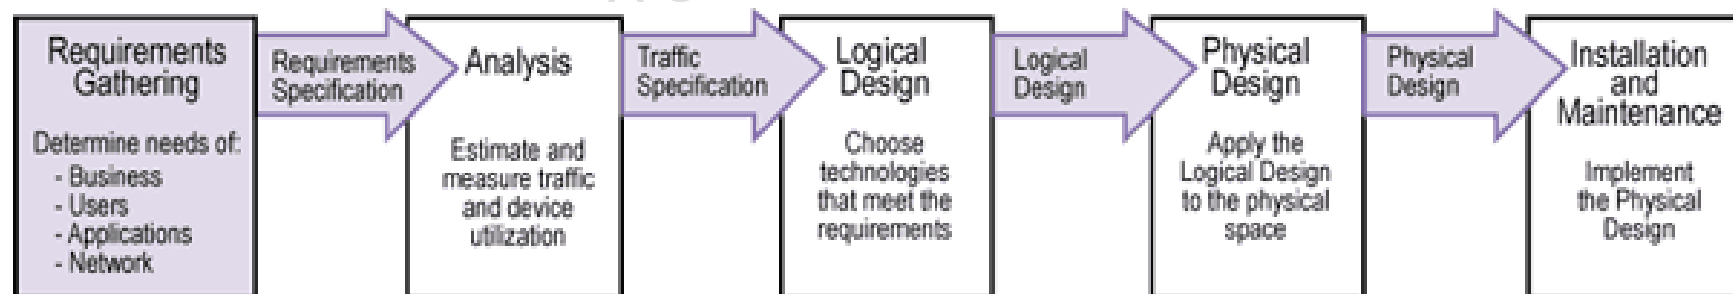 Requirements
Gathering
Determine needs of:
- Business
- Users
- Applications
- Network
Requirements
Specification
Analysis
Estimate and
measure traffic
and device
utilization
Traffic
Specification
Logical
Design
Choose
technologies
that meet the
requirements
Logical
Design
Physical
Design
Apply the
Logical Design
to the physical
space
Physical
Design
Installation
and
Maintenance
Implement
the Physical
Design